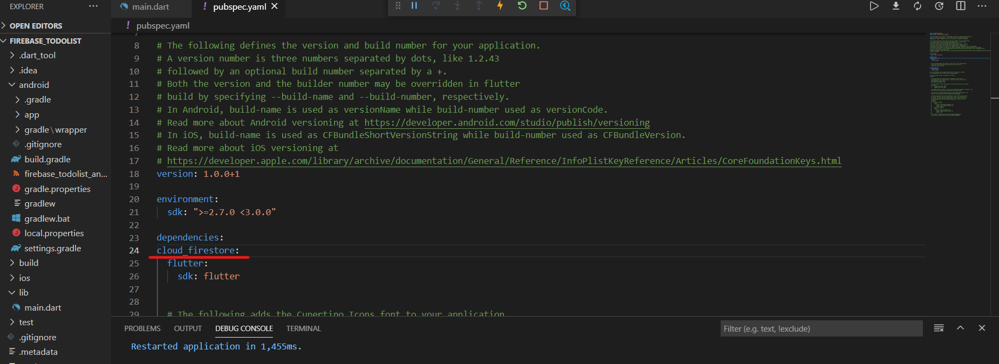 EXPLORER
···
main.dart
! pubspec.yaml
OPEN EDITORS
! pubspec.yaml
FIREBASE_TODOLIST
.dart_tool
.idea
android
.gradle
app
gradle\wrapper
.gitignore
build.gradle
firebase_todolist_an...
gradle.properties
gradlew
gradlew.bat
local.properties
settings.gradle
build
ios
lib
main.dart
test
.gitignore
.metadata
7
8 # The following defines the version and build number for your application.
9 # A version number is three numbers separated by dots, like 1.2.43
10 # followed by an optional build number separated by a +.
11 # Both the version and the builder number may be overridden in flutter
12 # build by specifying --build-name and --build-number, respectively.
13 # In Android, build-name is used as versionName while build-number used as versionCode.
14 # Read more about Android versioning at https://developer.android.com/studio/publish/versioning
15 # In iOS, build-name is used as CFBundleShortVersionString while build-number used as CFBundleVersion.
16 # Read more about iOS versioning at
17 # https://developer.apple.com/library/archive/documentation/General/Reference/InfoPlistKeyReference/Articles/CoreFoundationKeys.html
18 version: 1.0.0+1
19
20 environment:
21 sdk: ">=2.7.0 <3.0.0"
22
23 dependencies:
24 cloud_firestore:
25 flutter:
26 sdk: flutter
27
28
29 # The following adds the Cupertino Icons font to your application
PROBLEMS
OUTPUT
DEBUG CONSOLE
TERMINAL
Filter (e.g. text, !exclude)
Restarted application in 1,455ms.